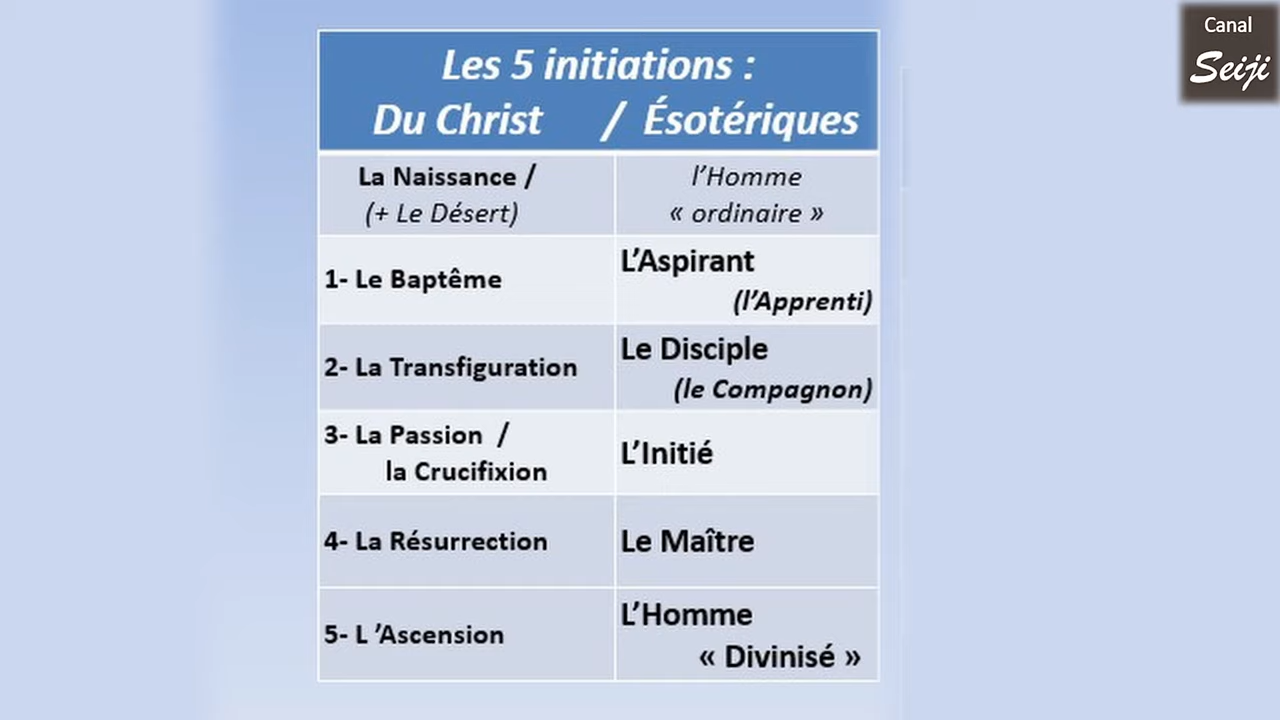 Canal
Seiji
Les 5 initiations :
Du Christ / Ésotériques
La Naissance /
(+ Le Désert)
l’Homme
« ordinaire »
1- Le Baptême
L’Aspirant
(l’Apprenti)
2- La Transfiguration
Le Disciple
(le Compagnon)
3- La Passion /
la Crucifixion
L’Initié
4- La Résurrection
Le Maître
5- L ’Ascension
L’Homme
« Divinisé »